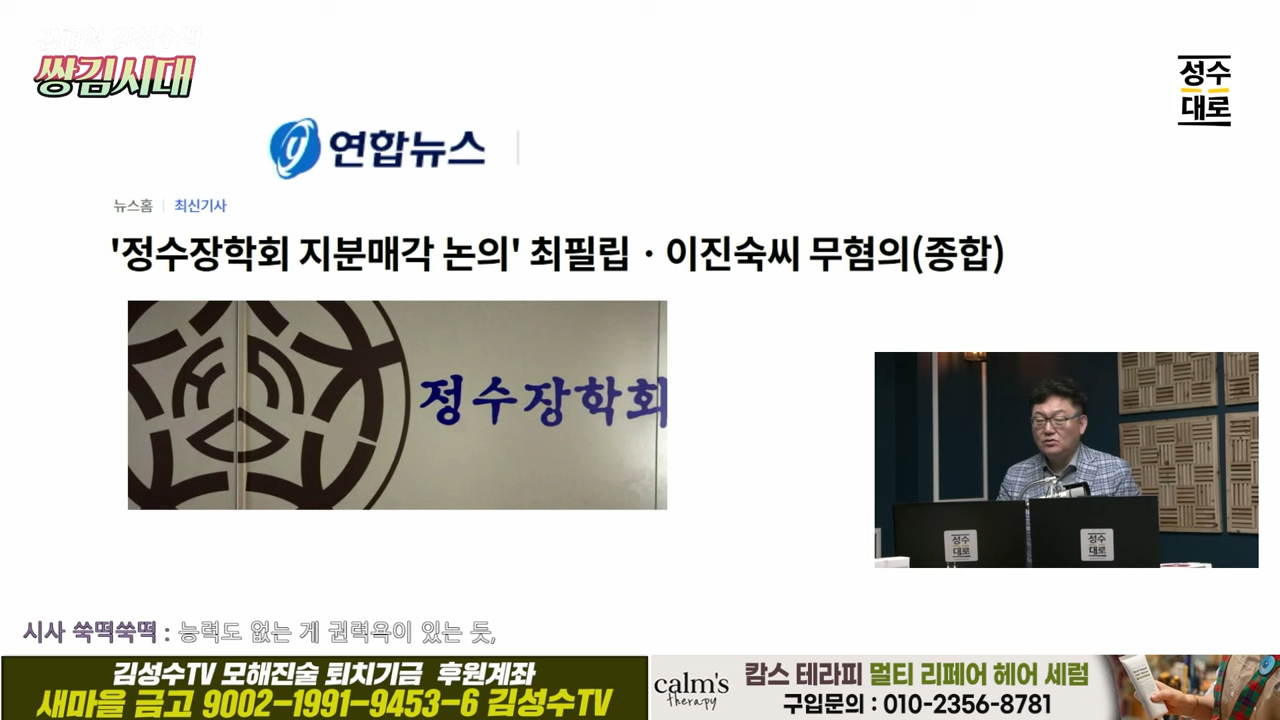 쌍김시대
성수
대로
연합뉴스
뉴스홈 | 최신기사
'정수장학회 지분매각 논의' 최필립·이진숙씨 무혐의(종합)
정수장학회
성수
대로
성수
대로
시사 쑥떡쑥떡 : 능력도 없는 게 권력욕이 있는 듯,
김성수TV 모해진술 퇴치기금 후원계좌
새마을 금고 9002-1991-9453-6 김성수TV
calm's
therapy
캄스 테라피 멀티 리페어 헤어 세럼
구입문의 : 010-2356-8781